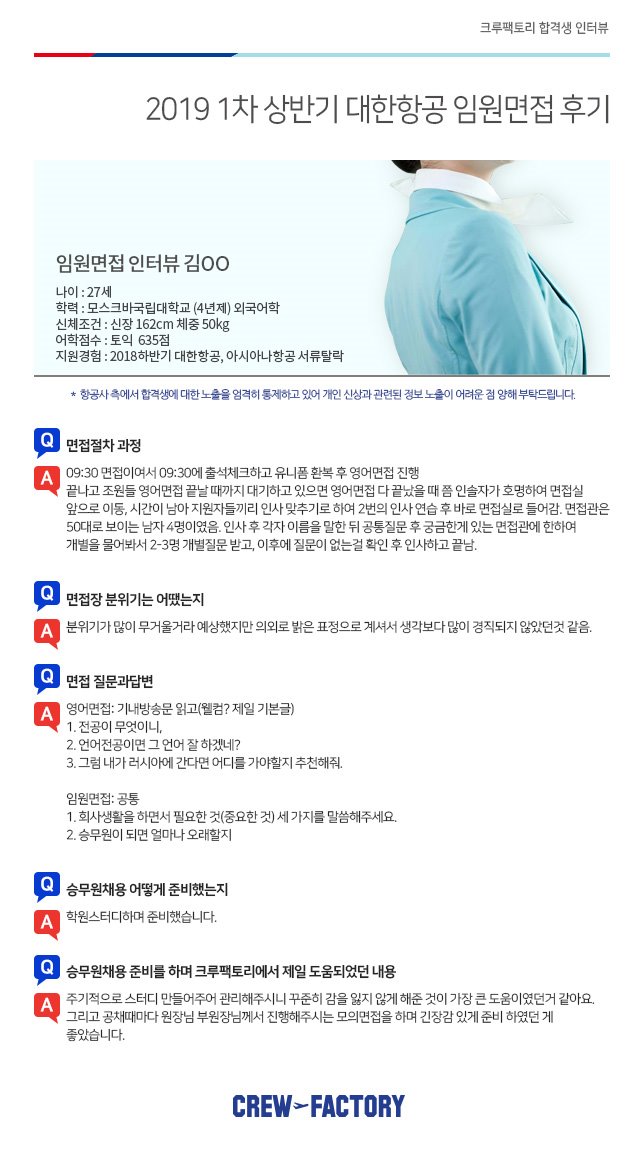 크루팩토리 합격생 인터뷰
2019 1차 상반기 대한항공 임원면접 후기
임원면접 인터뷰 김OO
나이 : 27세
학력 : 모스크바국립대학교 (4년제) 외국어학
신체조건 : 신장 162cm 체중 50kg
어학점수 : 토익 635점
지원경험 : 2018하반기 대한항공, 아시아나항공 서류탈락
* 항공사 측에서 합격생에 대한 노출을 엄격히 통제하고 있어 개인 신상과 관련된 정보 노출이 어려운 점 양해 부탁드립니다.
Q 면접절차 과정
A 09:30 면접이여서 09:30에 출석체크하고 유니폼 환복 후 영어면접 진행
끝나고 조원들 영어면접 끝날 때까지 대기하고 있으면 영어면접 다 끝났을 때 쯤 인솔자가 호명하여 면접실
앞으로 이동, 시간이 남아 지원자들끼리 인사 맞추기로 하여 2번의 인사 연습 후 바로 면접실로 들어감. 면접관은
50대로 보이는 남자 4명이였음. 인사 후 각자 이름을 말한 뒤 공통질문 후 궁금한게 있는 면접관에 한하여
개별을 물어봐서 2-3명 개별질문 받고, 이후에 질문이 없는걸 확인 후 인사하고 끝남.
Q 면접장 분위기는 어땠는지
A 분위기가 많이 무거울거라 예상했지만 의외로 밝은 표정으로 계셔서 생각보다 많이 경직되지 않았던것 같음.
Q 면접 질문과답변
A 영어면접: 기내방송문 읽고(웰컴? 제일 기본글)
1. 전공이 무엇이니,
2. 언어전공이면 그 언어 잘 하겠네?
3. 그럼 내가 러시아에 간다면 어디를 가야할지 추천해줘.
임원면접: 공통
1. 회사생활을 하면서 필요한 것(중요한 것) 세 가지를 말씀해주세요.
2. 승무원이 되면 얼마나 오래할지
Q 승무원채용 어떻게 준비했는지
A 학원스터디하며 준비했습니다.
Q 승무원채용 준비를 하며 크루팩토리에서 제일 도움되었던 내용
A 주기적으로 스터디 만들어주어 관리해주시니 꾸준히 감을 잃지 않게 해준 것이 가장 큰 도움이였던거 같아요.
그리고 공채때마다 원장님 부원장님께서 진행해주시는 모의면접을 하며 긴장감 있게 준비 하였던 게
좋았습니다.
CREW FACTORY